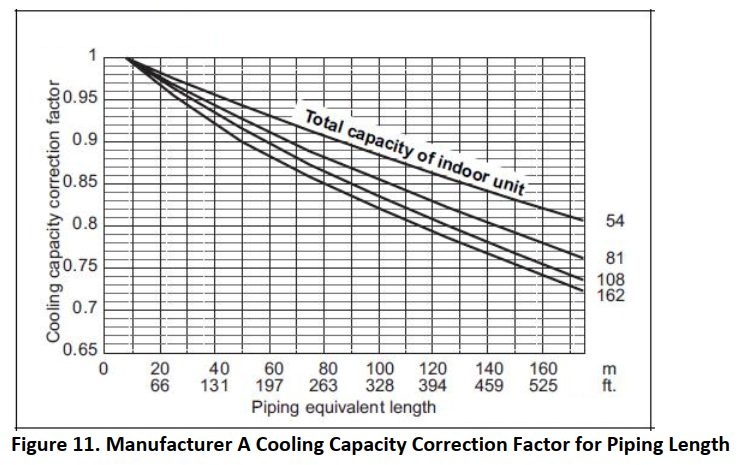 Cooling capacity correction factor
1
0.95
0.9
0.85
0.8
0.75
0.7
0.65
Total capacity of indoor unit
54
81
108
162
0 20 40 60 80 100 120 140 160 m
66 131 197 263 328 394 459 525 ft.
Piping equivalent length
Figure 11. Manufacturer A Cooling Capacity Correction Factor for Piping Length